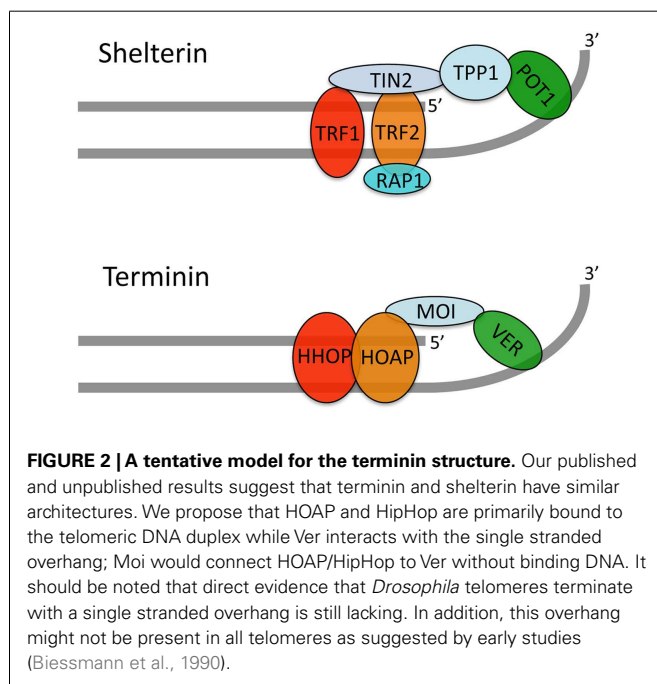 Shelterin
3’
TIN2
TPP1
POT1
5’
TRF1
TRF2
RAP1
Terminin
3’
MOI
5’
VER
HHOP
HOAP
FIGURE 2 | A tentative model for the terminin structure. Our published
and unpublished results suggest that terminin and shelterin have similar
architectures. We propose that HOAP and HipHop are primarily bound to
the telomeric DNA duplex while Ver interacts with the single stranded
overhang; Moi would connect HOAP/HipHop to Ver without binding DNA. It
should be noted that direct evidence that Drosophila telomeres terminate
with a single stranded overhang is still lacking. In addition, this overhang
might not be present in all telomeres as suggested by early studies
(Biessmann et al., 1990).